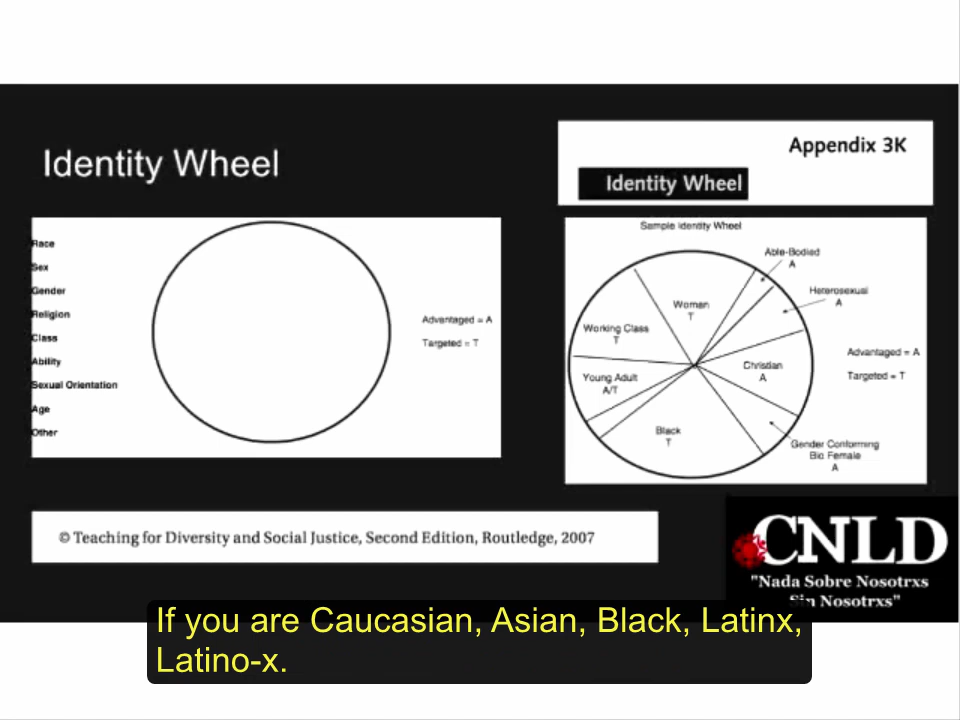 Identity Wheel
Appendix 3K
Identity Wheel
Race
Sex
Gender
Religion
Class
Ability
Sexual Orientation
Age
Other
Advantaged = A
Targeted = T
Sample Identity Wheel
Able-Bodied
A
Heterosexual
A
Woman
T
Working Class
T
Christian
A
Young Adult
A/T
Black
T
Gender Conforming
Bio Female
A
Advantaged = A
Targeted = T
© Teaching for Diversity and Social Justice, Second Edition, Routledge, 2007
CNLD
"Nada Sobre Nosotrxs
Sin Nosotrxs"
If you are Caucasian, Asian, Black, Latinx,
Latino-x.